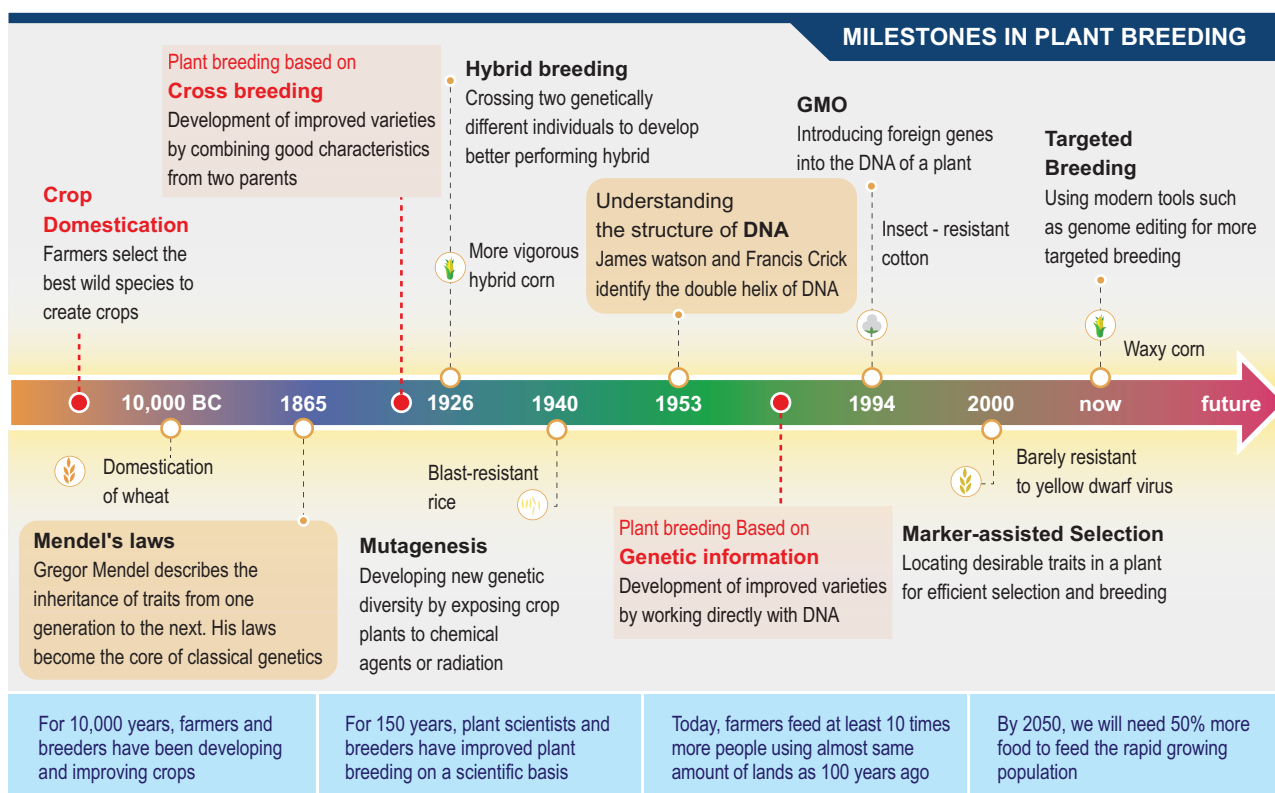 MILESTONES IN PLANT BREEDING
Crop
Domestication
Farmers select the
best wild species to
create crops
Plant breeding based on
Cross breeding
Development of improved varieties
by combining good characteristics
from two parents
Hybrid breeding
Crossing two genetically
different individuals to develop
better performing hybrid
More vigorous
hybrid corn
Understanding
the structure of DNA
James watson and Francis Crick
identify the double helix of DNA
GMO
Introducing foreign genes
into the DNA of a plant
Insect - resistant
cotton
Targeted
Breeding
Using modern tools such
as genome editing for more
targeted breeding
Waxy corn
10,000 BC 1865 1926 1940 1953 1994 2000 now future
Domestication
of wheat
Mendel's laws
Gregor Mendel describes the
inheritance of traits from one
generation to the next. His laws
become the core of classical genetics
Blast-resistant
rice
Mutagenesis
Developing new genetic
diversity by exposing crop
plants to chemical
agents or radiation
Plant breeding Based on
Genetic information
Development of improved varieties
by working directly with DNA
Barely resistant
to yellow dwarf virus
Marker-assisted Selection
Locating desirable traits in a plant
for efficient selection and breeding
For 10,000 years, farmers and
breeders have been developing
and improving crops
For 150 years, plant scientists and
breeders have improved plant
breeding on a scientific basis
Today, farmers feed at least 10 times
more people using almost same
amount of lands as 100 years ago
By 2050, we will need 50% more
food to feed the rapid growing
population